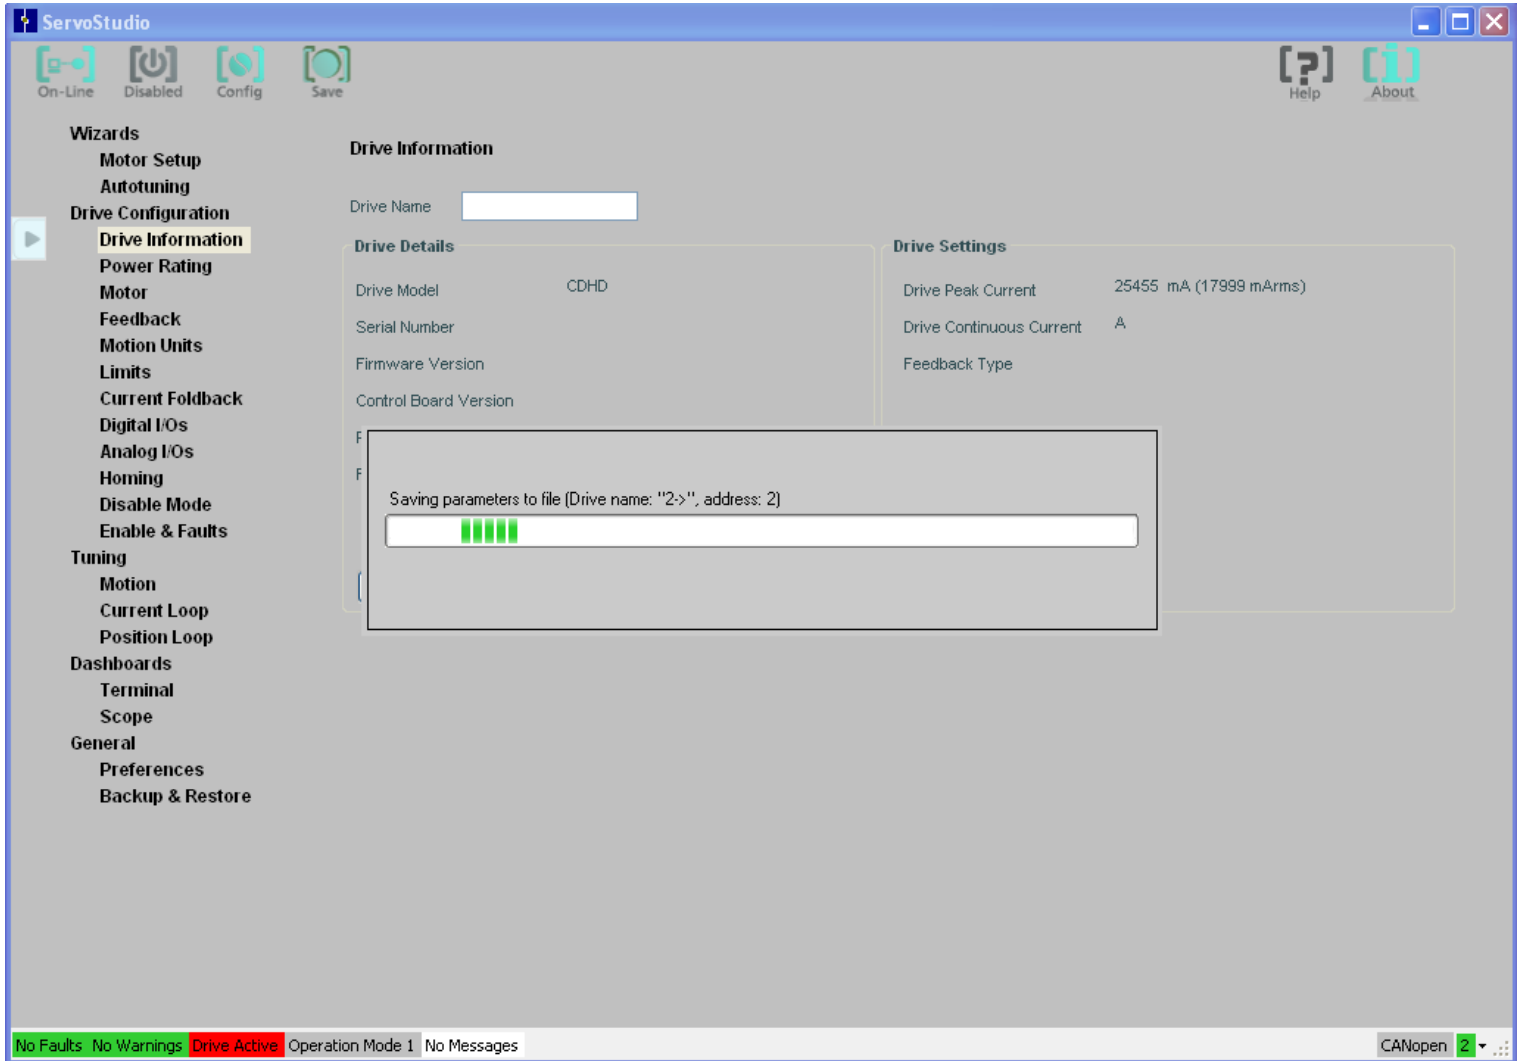 ServoStudio
On-Line Disabled Config Save Help About
Wizards
Motor Setup
Autotuning
Drive Configuration
Drive Information
Power Rating
Motor
Feedback
Motion Units
Limits
Current Foldback
Digital I/Os
Analog I/Os
Homing
Disable Mode
Enable & Faults
Tuning
Motion
Current Loop
Position Loop
Dashboards
Terminal
Scope
General
Preferences
Backup & Restore
Drive Information
Drive Name
Drive Details
Drive Model CDHD
Serial Number
Firmware Version
Control Board Version
Drive Settings
Drive Peak Current 25455 mA (17999 mArms)
Drive Continuous Current A
Feedback Type
Saving parameters to file (Drive name: "2->", address: 2)
No Faults No Warnings Drive Active Operation Mode 1 No Messages CANopen 2